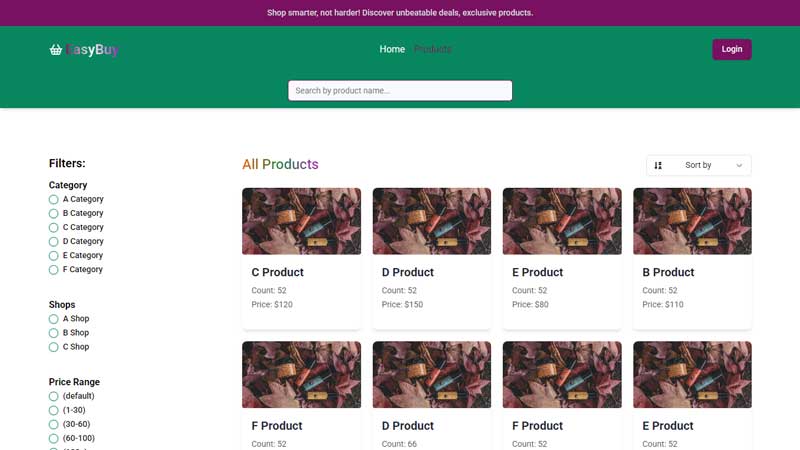 Shop smarter, not harder! Discover unbeatable deals, exclusive products.
EasyBuy
Home Products
Login
Search by product name...
Filters:
Category
A Category
B Category
C Category
D Category
E Category
F Category
Shops
A Shop
B Shop
C Shop
Price Range
(default)
(1-30)
(30-60)
(60-100)
All Products
Sort by
C Product
Count: 52
Price: $120
D Product
Count: 52
Price: $150
E Product
Count: 52
Price: $80
B Product
Count: 52
Price: $110
F Product
Count: 52
D Product
Count: 66
F Product
Count: 52
E Product
Count: 52